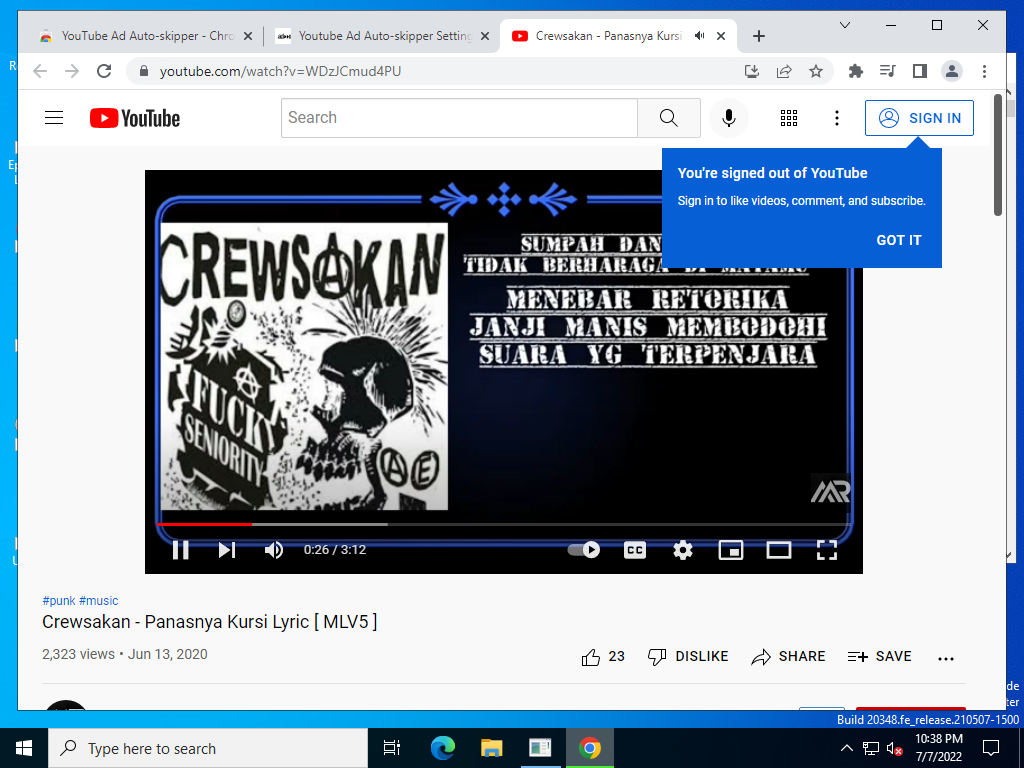 YouTube Ad Auto-skipper - Chro
Youtube Ad Auto-skipper Setting
Crewsakan - Panasnya Kursi
youtube.com/watch?v=WDzJCmud4PU
YouTube
Search
SIGN IN
You're signed out of YouTube
Sign in to like videos, comment, and subscribe.
GOT IT
CREWSAKAN
FUCK
SENIORITY
A E
SUMPAH DAN
TIDAK BERHARAGA DI MATAMU
MENEBAR RETORIKA
JANJI MANIS MEMBODOHI
SUARA YG TERPENJARA
MR
0:26 / 3:12
CC
#punk #music
Crewsakan - Panasnya Kursi Lyric [ MLV5 ]
2,323 views • Jun 13, 2020
23
DISLIKE
SHARE
SAVE
Build 20348.fe_release.210507-1500
Type here to search
10:38 PM
7/7/2022